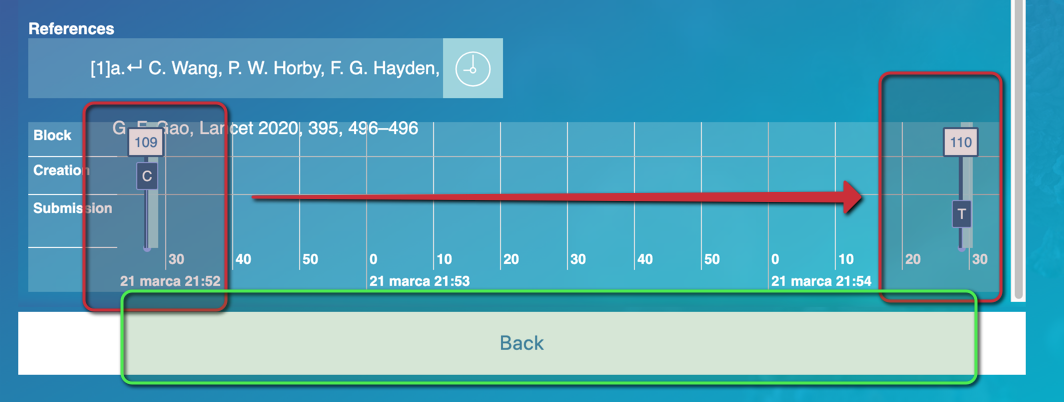 References
[1]a.↵ C. Wang, P. W. Horby, F. G. Hayden,
G. F. Gao, Lancet 2020, 395, 496–496
Block
109
110
Creation
C
Submission
T
30 40 50 0 10 20 30 40 50 0 10 20 30
21 marca 21:52 21 marca 21:53 21 marca 21:54
Back